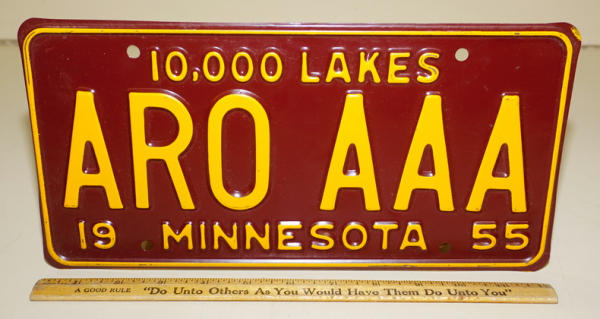 10,000 LAKES
ARO AAA
19 MINNESOTA 55
A GOOD RULE "Do Unto Others As You Would Have Them Do Unto You"